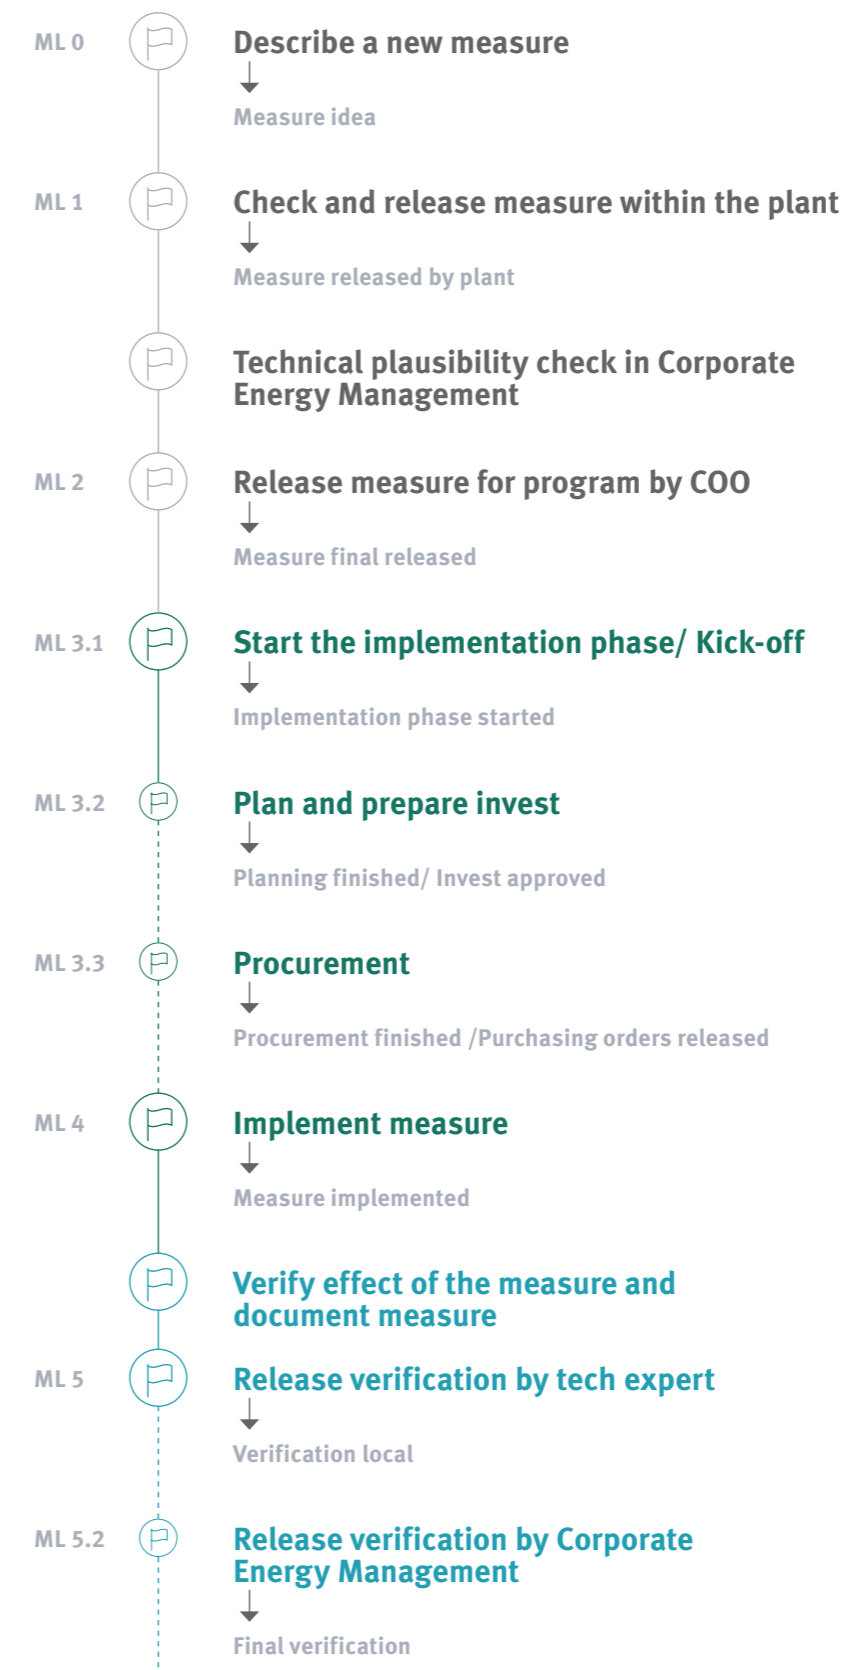 ML 0
Describe a new measure
Measure idea
ML 1
Check and release measure within the plant
Measure released by plant
Technical plausibility check in Corporate
Energy Management
ML 2
Release measure for program by COO
Measure final released
ML 3.1
Start the implementation phase/ Kick-off
Implementation phase started
ML 3.2
Plan and prepare invest
Planning finished/ Invest approved
ML 3.3
Procurement
Procurement finished /Purchasing orders released
ML 4
Implement measure
Measure implemented
Verify effect of the measure and
document measure
ML 5
Release verification by tech expert
Verification local
ML 5.2
Release verification by Corporate
Energy Management
Final verification